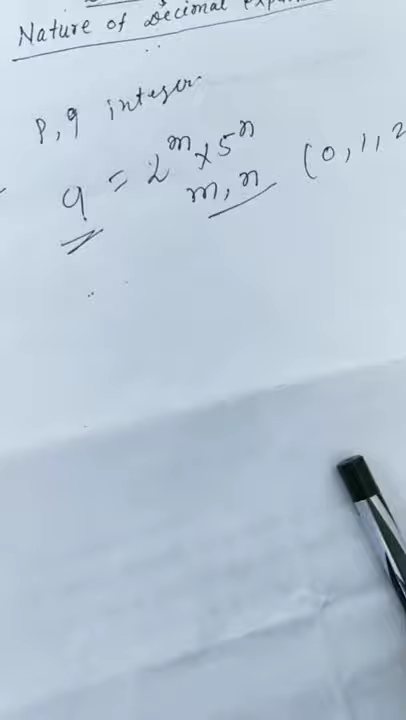 Nature of Decimal
P, q integer
q = 2^m × 5^n
m, n (0, 1, 2